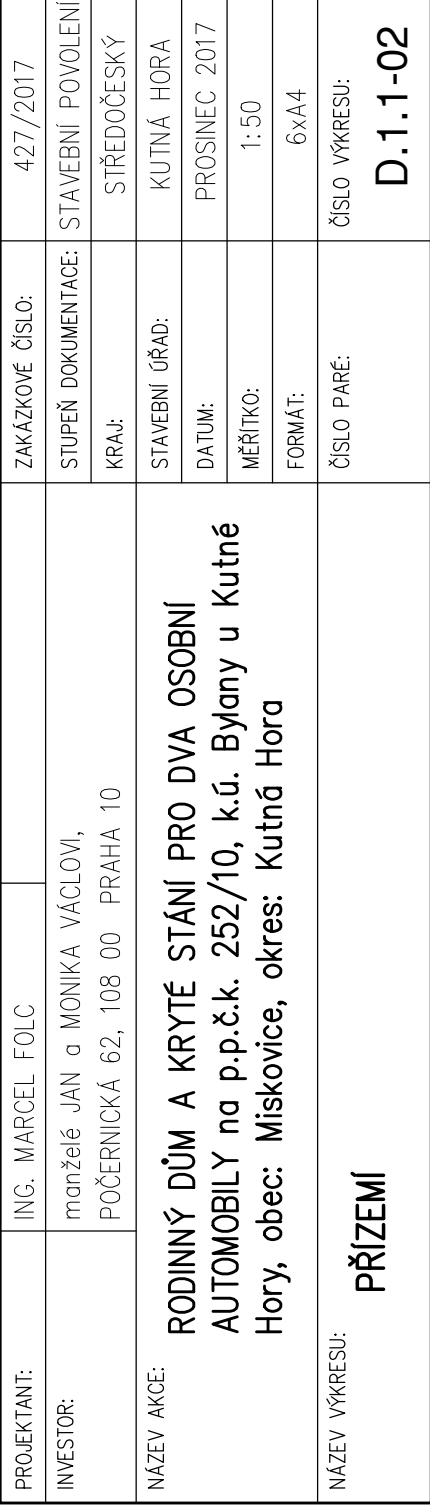 PROJEKTANT: ING. MARCEL FOLC
ZAKÁZKOVÉ ČÍSLO: 427/2017
INVESTOR: manželé JAN a MONIKA VÁCLOVI,
POČERNICKÁ 62, 108 00 PRAHA 10
STUPEŇ DOKUMENTACE: STAVEBNÍ POVOLENÍ
KRAJ: STŘEDOČESKÝ
NÁZEV AKCE:
RODINNÝ DŮM A KRYTÉ STÁNÍ PRO DVA OSOBNÍ
AUTOMOBILY na p.p.č.k. 252/10, k.ú. Bylany u Kutné
Hory, obec: Miskovice, okres: Kutná Hora
STAVEBNÍ ÚŘAD: KUTNÁ HORA
DATUM: PROSINEC 2017
MĚŘÍTKO: 1:50
FORMÁT: 6xA4
NÁZEV VÝKRESU:
PŘÍZEMÍ
ČÍSLO PARÉ:
ČÍSLO VÝKRESU:
D.1.1-02